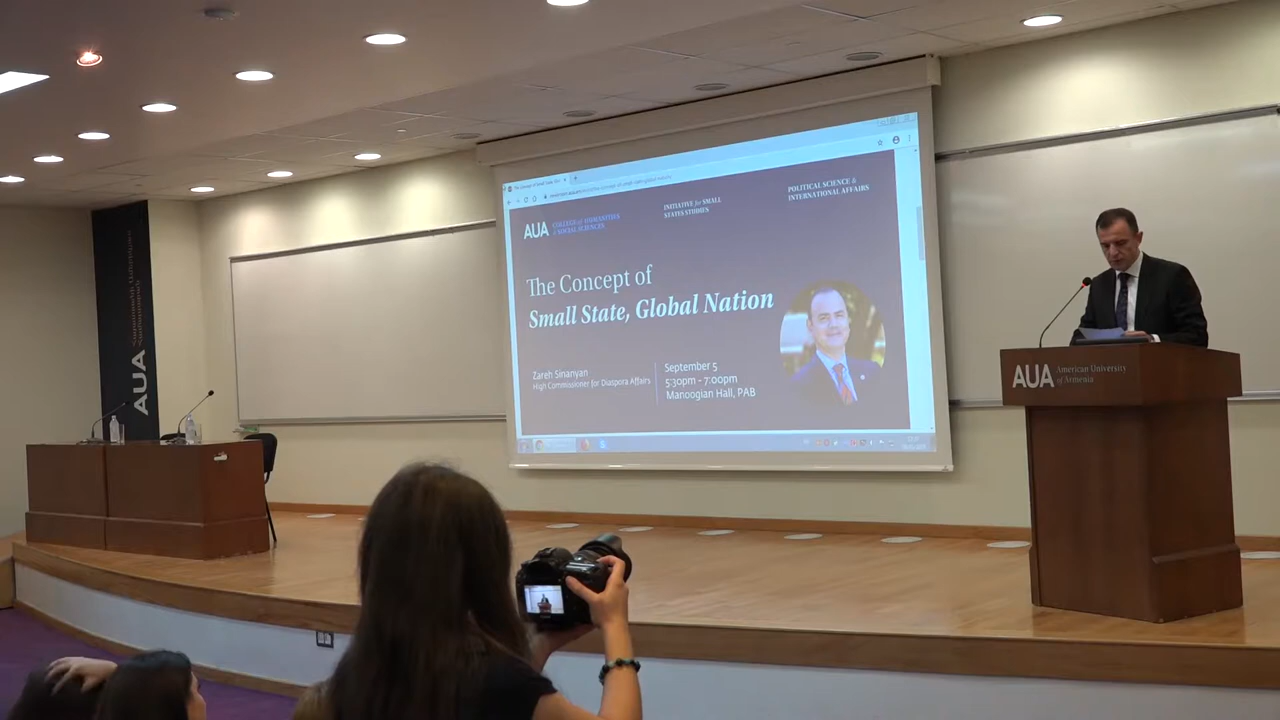 AUA
COLLEGE of HUMANITIES
& SOCIAL SCIENCES
INITIATIVE for SMALL
STATES STUDIES
POLITICAL SCIENCE &
INTERNATIONAL AFFAIRS
The Concept of
Small State, Global Nation
Zareh Sinanyan
High Commissioner for Diaspora Affairs
September 5
5:30pm - 7:00pm
Manoogian Hall, PAB
AUA
AUA American University
of Armenia